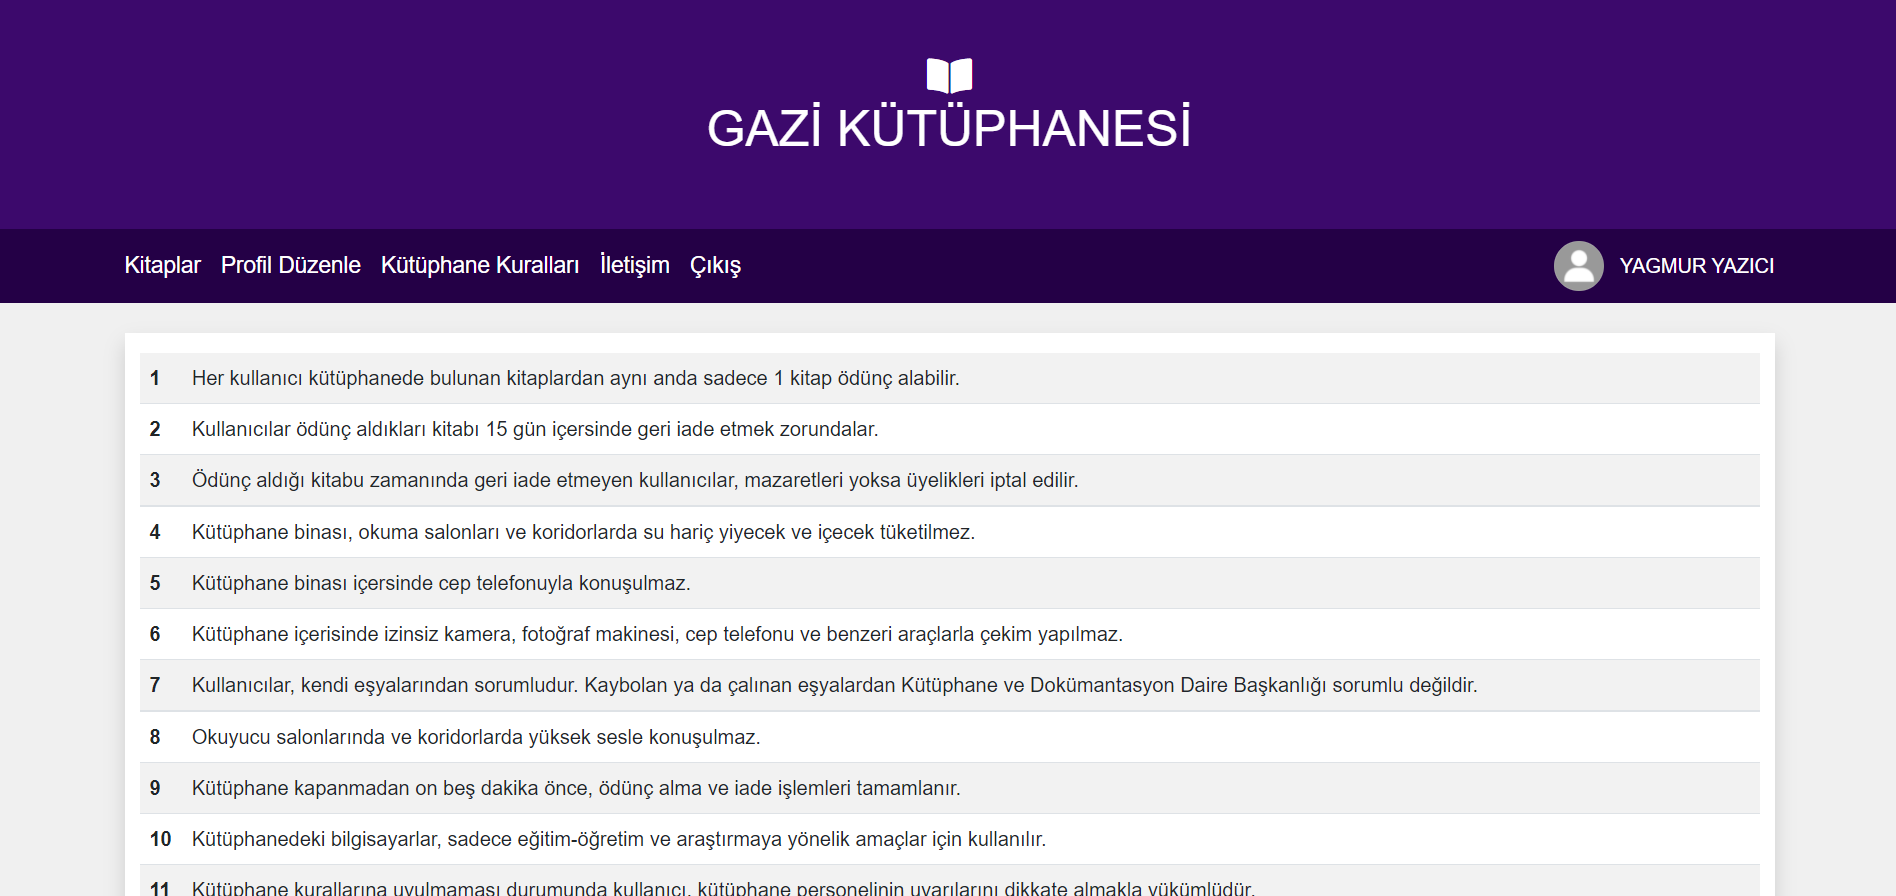 GAZİ KÜTÜPHANESİ
Kitaplar Profil Düzenle Kütüphane Kuralları İletişim Çıkış YAGMUR YAZICI
1 Her kullanıcı kütüphanede bulunan kitaplardan aynı anda sadece 1 kitap ödünç alabilir.
2 Kullanıcılar ödünç aldıkları kitabı 15 gün içersinde geri iade etmek zorundalar.
3 Ödünç aldığı kitabu zamanında geri iade etmeyen kullanıcılar, mazaretleri yoksa üyelikleri iptal edilir.
4 Kütüphane binası, okuma salonları ve koridorlarda su hariç yiyecek ve içecek tüketilmez.
5 Kütüphane binası içersinde cep telefonuyla konuşulmaz.
6 Kütüphane içerisinde izinsiz kamera, fotoğraf makinesi, cep telefonu ve benzeri araçlarla çekim yapılmaz.
7 Kullanıcılar, kendi eşyalarından sorumludur. Kaybolan ya da çalınan eşyalardan Kütüphane ve Dokümantasyon Daire Başkanlığı sorumlu değildir.
8 Okuyucu salonlarında ve koridorlarda yüksek sesle konuşulmaz.
9 Kütüphane kapanmadan on beş dakika önce, ödünç alma ve iade işlemleri tamamlanır.
10 Kütüphanedeki bilgisayarlar, sadece eğitim-öğretim ve araştırmaya yönelik amaçlar için kullanılır.
11 Kütüphane kurallarına uyulmaması durumunda kullanıcı, kütüphane personelinin uyarılarını dikkate almakla yükümlüdür.